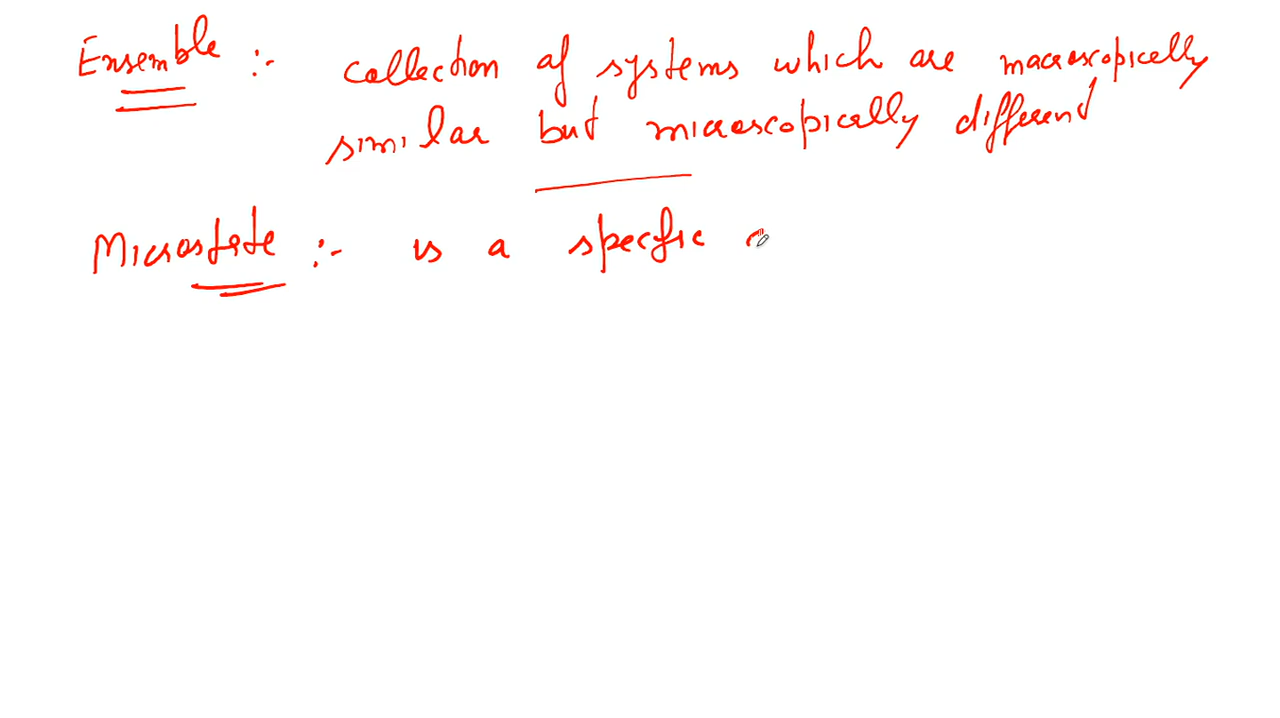 Ensemble :- collection of systems which are macroscopically
similar but microscopically different
Microstate :- is a specific